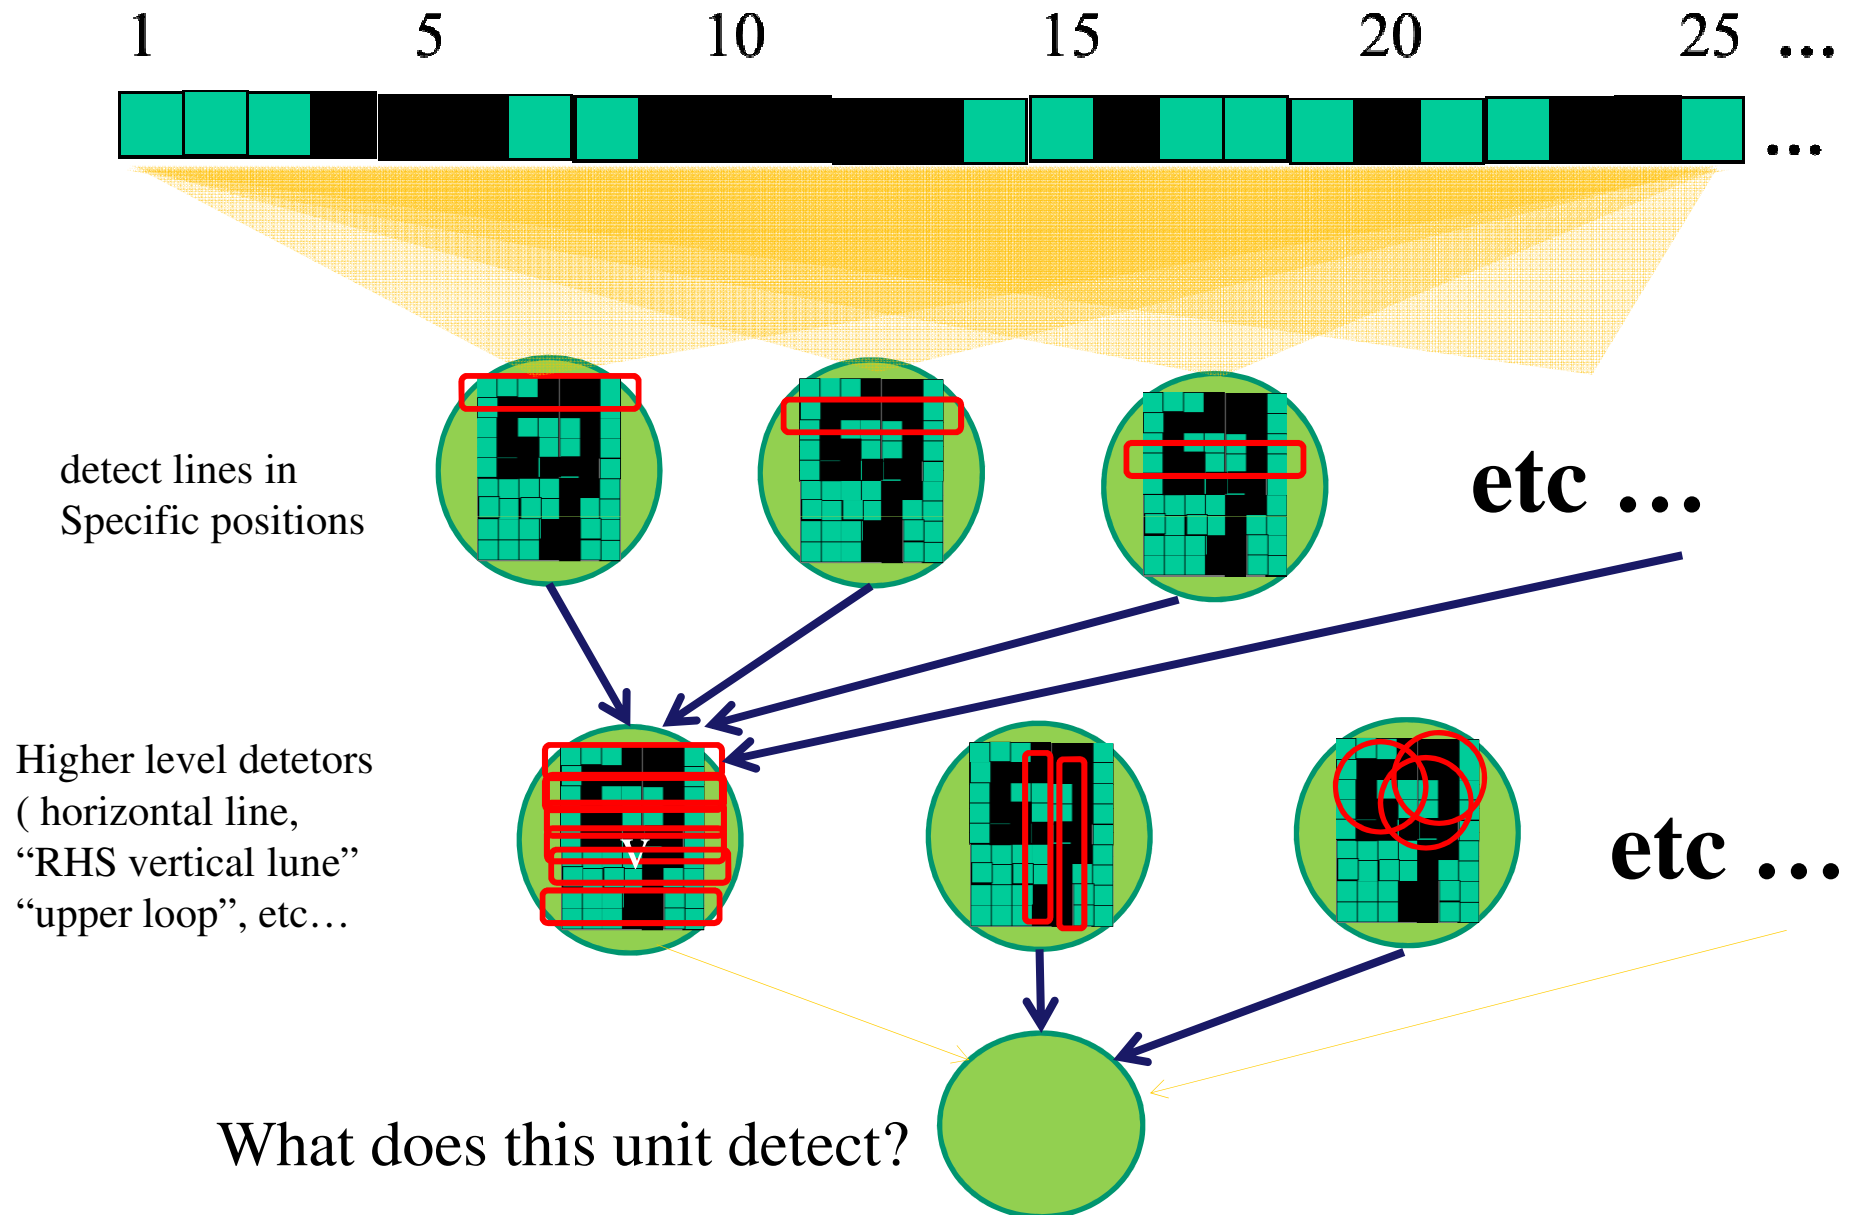 1 5 10 15 20 25 …
…
detect lines in
Specific positions
etc …
Higher level detetors
( horizontal line,
“RHS vertical lune”
“upper loop”, etc…
v
etc …
What does this unit detect?